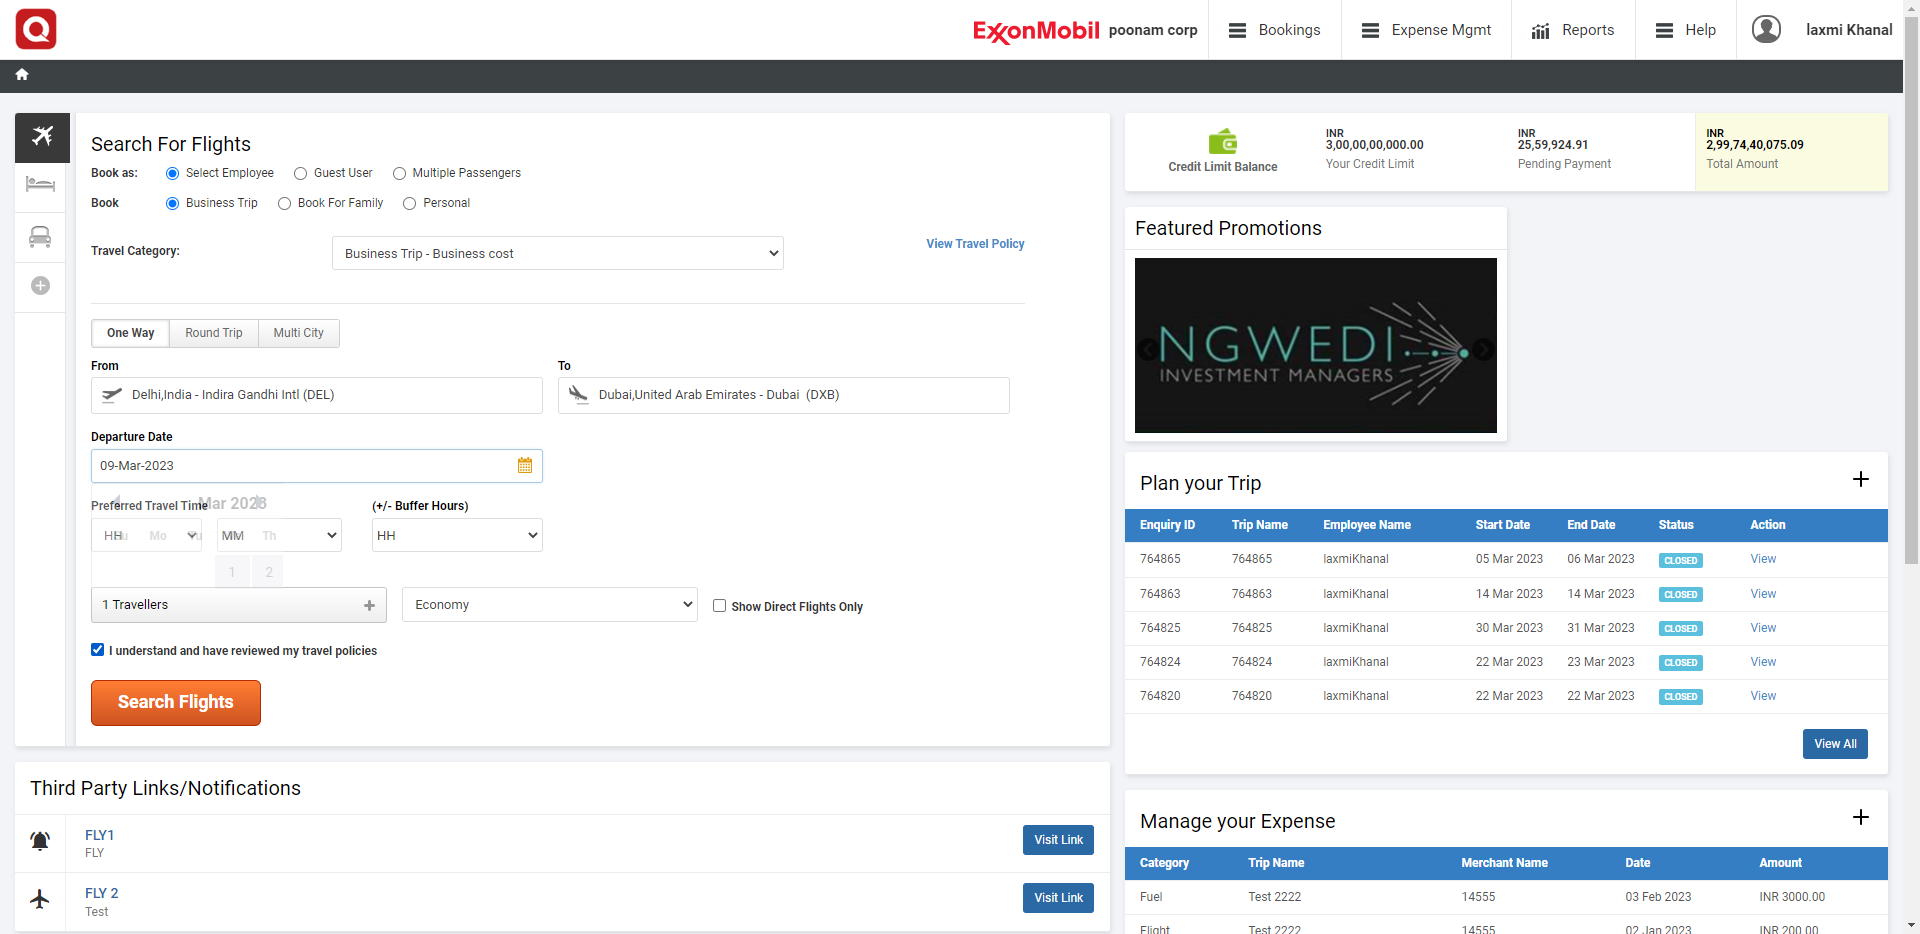 ExxonMobil poonam corp
Bookings
Expense Mgmt
Reports
Help
laxmi Khanal
Search For Flights
Book as: Select Employee Guest User Multiple Passengers
Book Business Trip Book For Family Personal
Travel Category: Business Trip - Business cost View Travel Policy
One Way Round Trip Multi City
From To
Delhi,India - Indira Gandhi Intl (DEL) Dubai,United Arab Emirates - Dubai (DXB)
Departure Date
09-Mar-2023
Mar 2023
Preferred Travel Time (+/- Buffer Hours)
HH MM HH
Mo Th
1 2
1 Travellers Economy Show Direct Flights Only
I understand and have reviewed my travel policies
Search Flights
Third Party Links/Notifications
FLY1
FLY
Visit Link
FLY 2
Test
Visit Link
Credit Limit Balance
INR
3,00,00,00,000.00
Your Credit Limit
INR
25,59,924.91
Pending Payment
INR
2,99,74,40,075.09
Total Amount
Featured Promotions
NGWEDI
INVESTMENT MANAGERS
Plan your Trip
Enquiry ID Trip Name Employee Name Start Date End Date Status Action
764865 764865 laxmiKhanal 05 Mar 2023 06 Mar 2023 CLOSED View
764863 764863 laxmiKhanal 14 Mar 2023 14 Mar 2023 CLOSED View
764825 764825 laxmiKhanal 30 Mar 2023 31 Mar 2023 CLOSED View
764824 764824 laxmiKhanal 22 Mar 2023 23 Mar 2023 CLOSED View
764820 764820 laxmiKhanal 22 Mar 2023 22 Mar 2023 CLOSED View
View All
Manage your Expense
Category Trip Name Merchant Name Date Amount
Fuel Test 2222 14555 03 Feb 2023 INR 3000.00
Flight Test 2222 14555 02 Jan 2023 INR 200.00